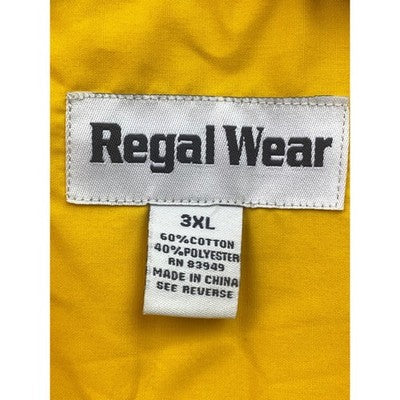 Regal Wear
3XL
60%COTTON
40%POLYESTER
RN 83949
MADE IN CHINA
SEE REVERSE